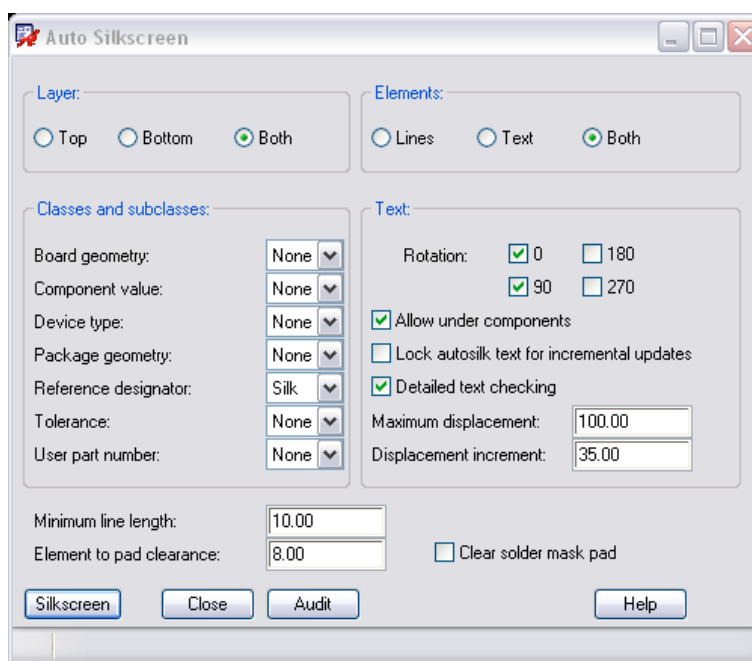 Auto Silkscreen
Layer:
Top Bottom Both
Elements:
Lines Text Both
Classes and subclasses:
Board geometry: None
Component value: None
Device type: None
Package geometry: None
Reference designator: Silk
Tolerance: None
User part number: None
Text:
Rotation: 0 180
90 270
Allow under components
Lock autosilk text for incremental updates
Detailed text checking
Maximum displacement: 100.00
Displacement increment: 35.00
Minimum line length: 10.00
Element to pad clearance: 8.00 Clear solder mask pad
Silkscreen Close Audit Help